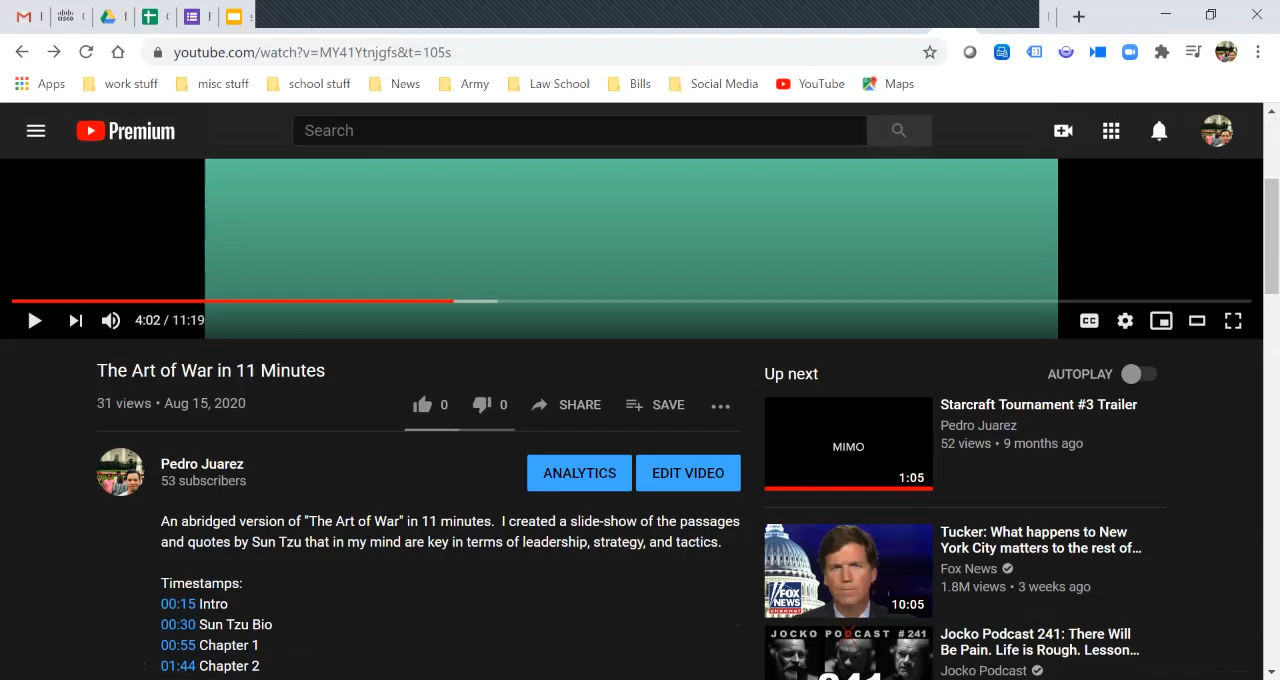 youtube.com/watch?v=MY41Ytnjgfs&t=105s
Apps work stuff misc stuff school stuff News Army Law School Bills Social Media YouTube Maps
Premium
Search
4:02 / 11:19
CC
The Art of War in 11 Minutes
31 views • Aug 15, 2020
0 0 SHARE SAVE
Pedro Juarez
53 subscribers
ANALYTICS EDIT VIDEO
An abridged version of "The Art of War" in 11 minutes. I created a slide-show of the passages
and quotes by Sun Tzu that in my mind are key in terms of leadership, strategy, and tactics.
Timestamps:
00:15 Intro
00:30 Sun Tzu Bio
00:55 Chapter 1
01:44 Chapter 2
Up next
AUTOPLAY
MIMO
1:05
Starcraft Tournament #3 Trailer
Pedro Juarez
52 views • 9 months ago
FOX
NEWS
channel
10:05
Tucker: What happens to New
York City matters to the rest of...
Fox News
1.8M views • 3 weeks ago
JOCKO PODCAST #241
241
Jocko Podcast 241: There Will
Be Pain. Life is Rough. Lesson...
Jocko Podcast